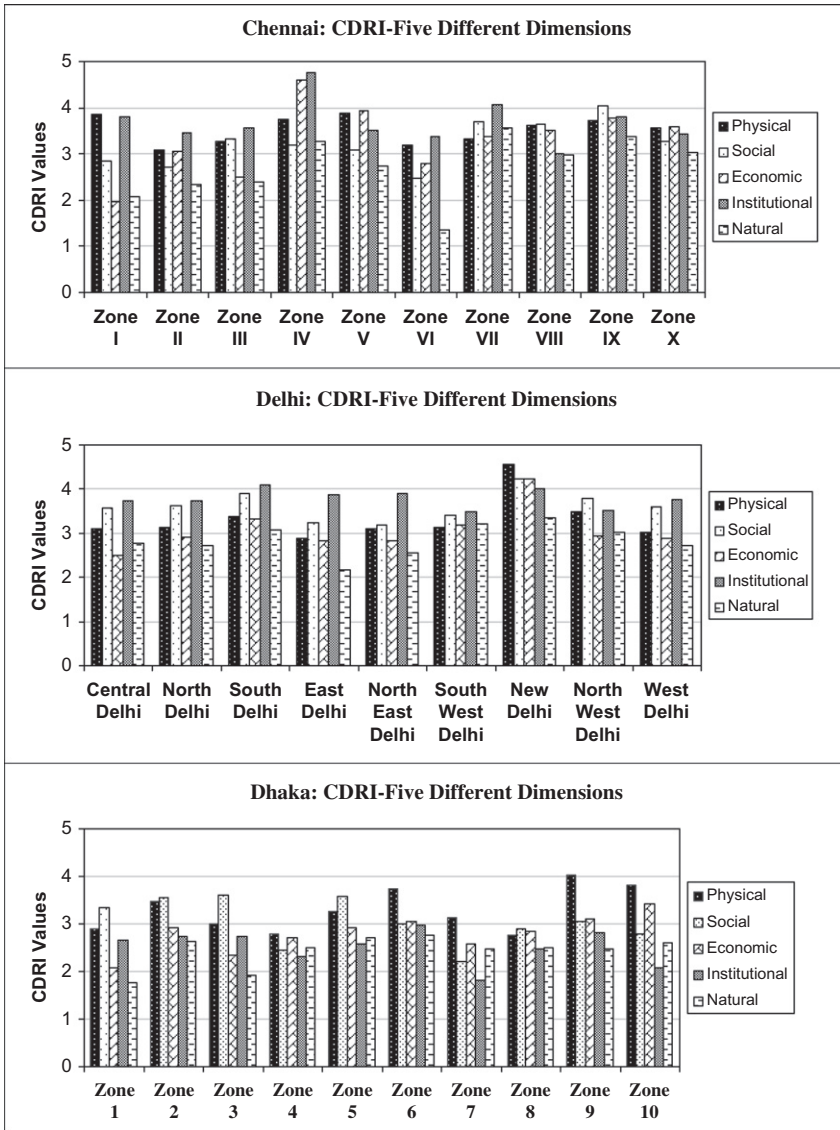 Chennai: CDRI-Five Different Dimensions
CDRI Values
5
4
3
2
1
0
Zone I
Zone II
Zone III
Zone IV
Zone V
Zone VI
Zone VII
Zone VIII
Zone IX
Zone X
Physical
Social
Economic
Institutional
Natural
Delhi: CDRI-Five Different Dimensions
CDRI Values
5
4
3
2
1
0
Central Delhi
North Delhi
South Delhi
East Delhi
North East Delhi
South West Delhi
New Delhi
North West Delhi
West Delhi
Physical
Social
Economic
Institutional
Natural
Dhaka: CDRI-Five Different Dimensions
CDRI Values
5
4
3
2
1
0
Zone 1
Zone 2
Zone 3
Zone 4
Zone 5
Zone 6
Zone 7
Zone 8
Zone 9
Zone 10
Physical
Social
Economic
Institutional
Natural